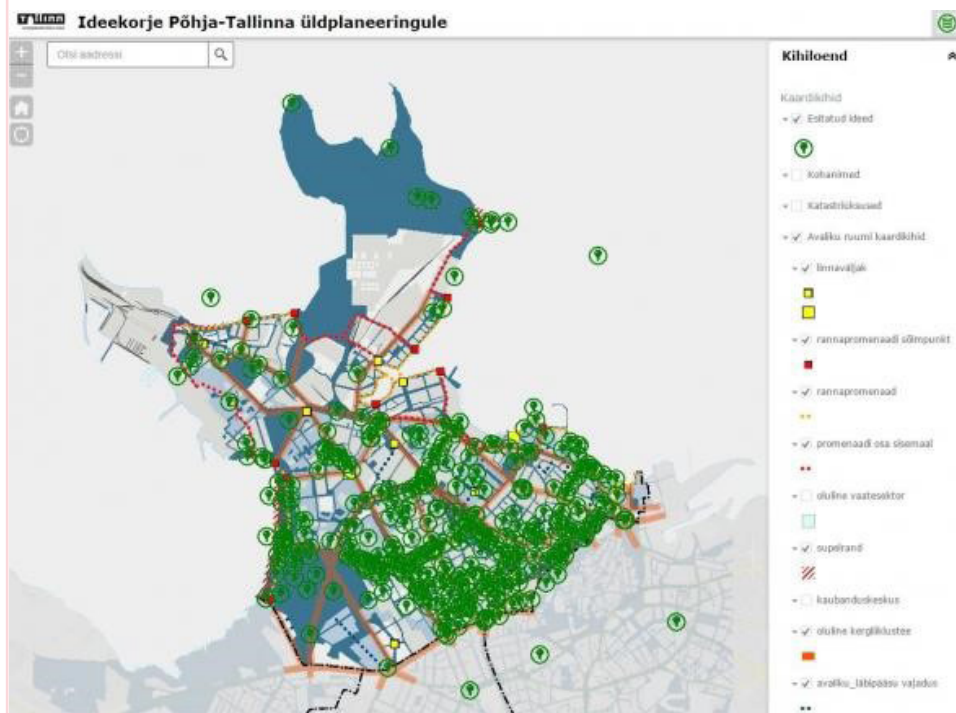 Tallinn
Ideekorje Põhja-Tallinna üldplaneeringule
Otsi aadressi
Kihiloend
Kaardikihid
Esitatud ideed
Kohanimed
Katastriüksused
Avaliku ruumi kaardikihid
linnaväljak
rannapromenaadi sõlmpunkt
rannapromenaad
promenaadi osa sisemaal
oluline vaatesektor
supelrand
kaubanduskeskus
oluline kergliiklustee
avaliku_läbipääsu vajadus